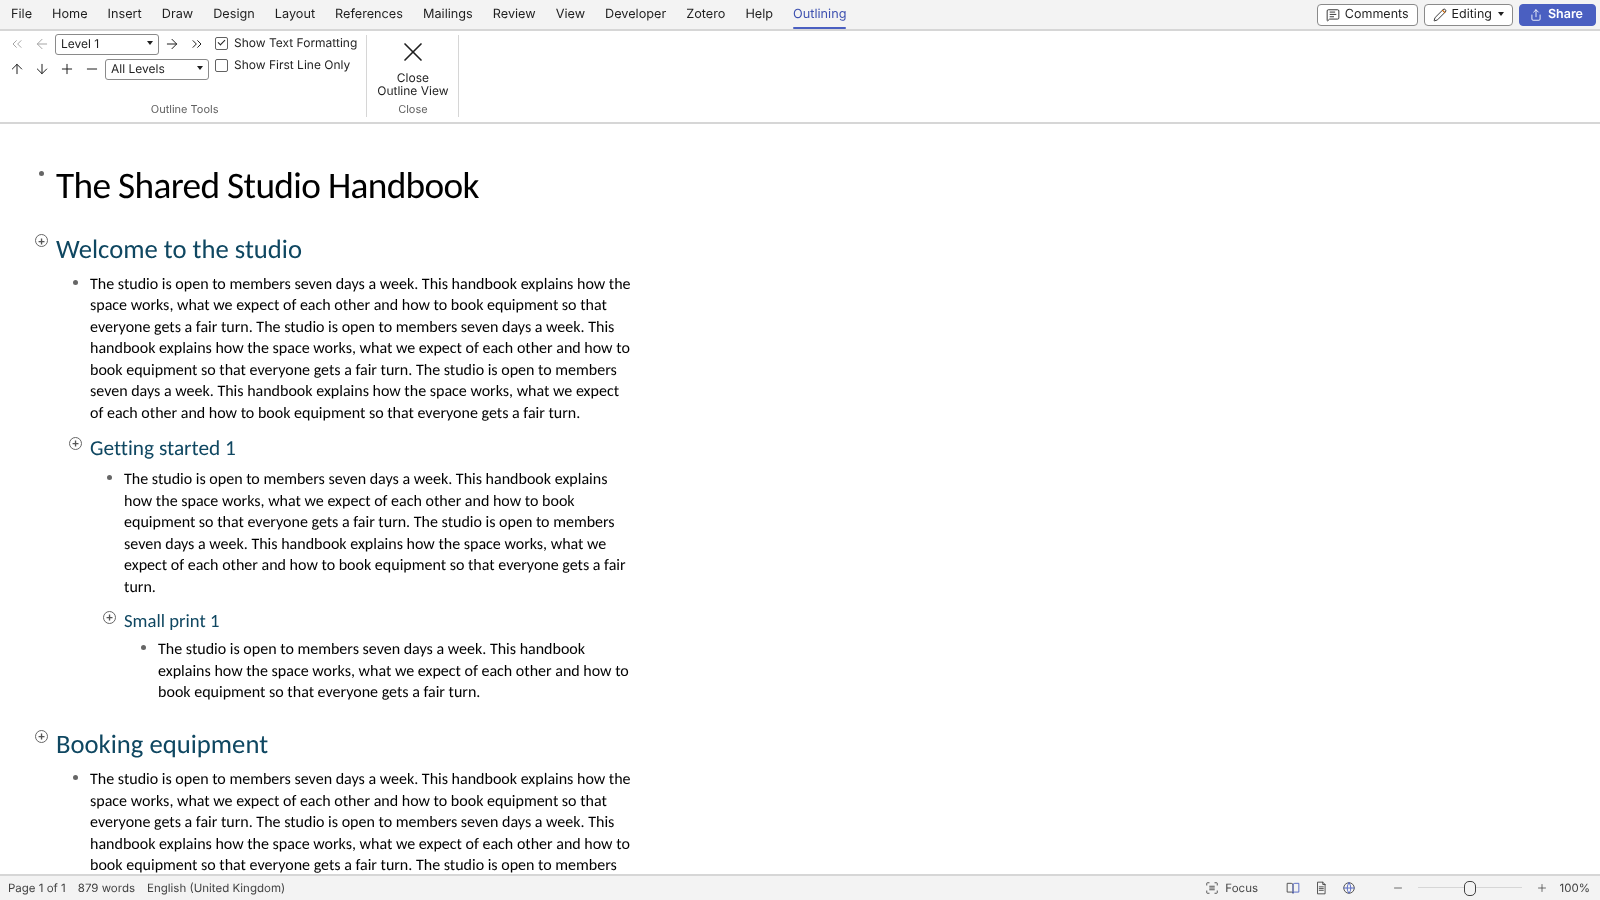 File Home Insert Draw Design Layout References Mailings Review View Developer Zotero Help Outlining Comments Editing Share
Level 1 Show Text Formatting
All Levels Show First Line Only
Close
Outline View
Outline Tools Close
The Shared Studio Handbook
Welcome to the studio
The studio is open to members seven days a week. This handbook explains how the
space works, what we expect of each other and how to book equipment so that
everyone gets a fair turn. The studio is open to members seven days a week. This
handbook explains how the space works, what we expect of each other and how to
book equipment so that everyone gets a fair turn. The studio is open to members
seven days a week. This handbook explains how the space works, what we expect
of each other and how to book equipment so that everyone gets a fair turn.
Getting started 1
The studio is open to members seven days a week. This handbook explains
how the space works, what we expect of each other and how to book
equipment so that everyone gets a fair turn. The studio is open to members
seven days a week. This handbook explains how the space works, what we
expect of each other and how to book equipment so that everyone gets a fair
turn.
Small print 1
The studio is open to members seven days a week. This handbook
explains how the space works, what we expect of each other and how to
book equipment so that everyone gets a fair turn.
Booking equipment
The studio is open to members seven days a week. This handbook explains how the
space works, what we expect of each other and how to book equipment so that
everyone gets a fair turn. The studio is open to members seven days a week. This
handbook explains how the space works, what we expect of each other and how to
book equipment so that everyone gets a fair turn. The studio is open to members
Page 1 of 1 879 words English (United Kingdom) Focus 100%